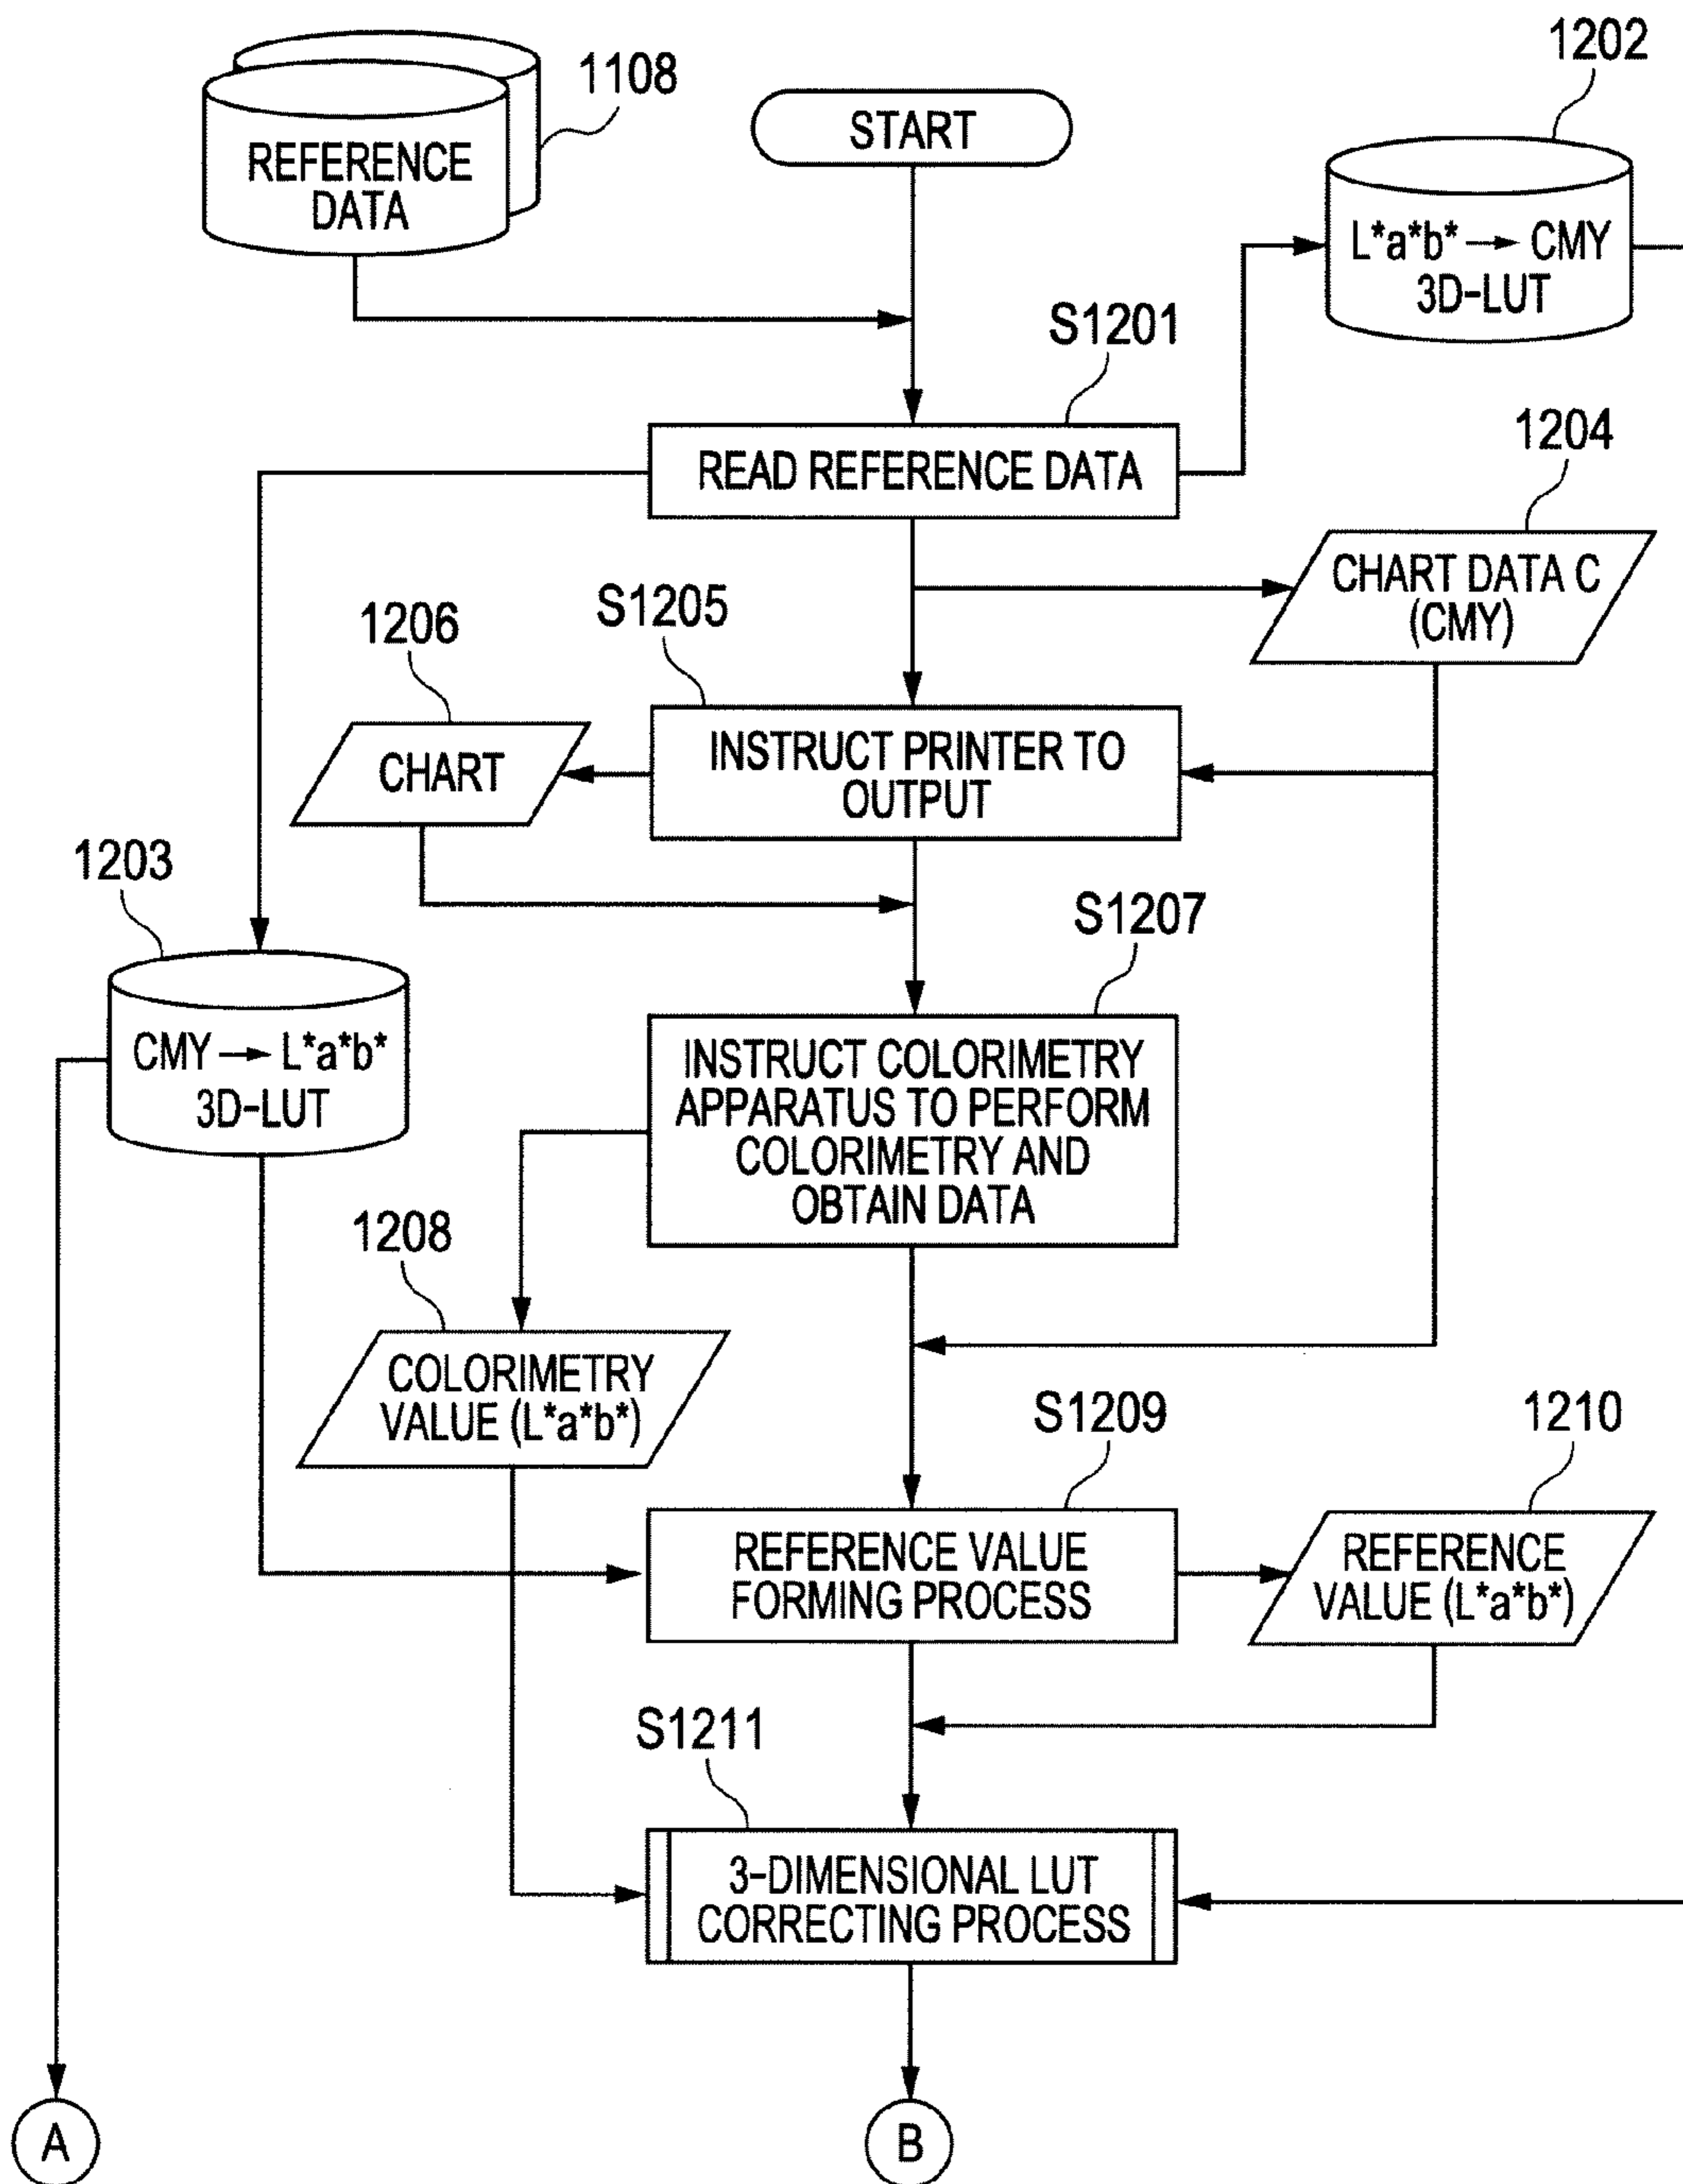 1108
REFERENCE
DATA
START
1202
L*a*b* → CMY
3D-LUT
S1201
READ REFERENCE DATA
1204
CHART DATA C
(CMY)
S1205
INSTRUCT PRINTER TO
OUTPUT
1206
CHART
1203
CMY → L*a*b*
3D-LUT
S1207
INSTRUCT COLORIMETRY
APPARATUS TO PERFORM
COLORIMETRY AND
OBTAIN DATA
1208
COLORIMETRY
VALUE (L*a*b*)
S1209
REFERENCE VALUE
FORMING PROCESS
1210
REFERENCE
VALUE (L*a*b*)
S1211
3-DIMENSIONAL LUT
CORRECTING PROCESS
A
B